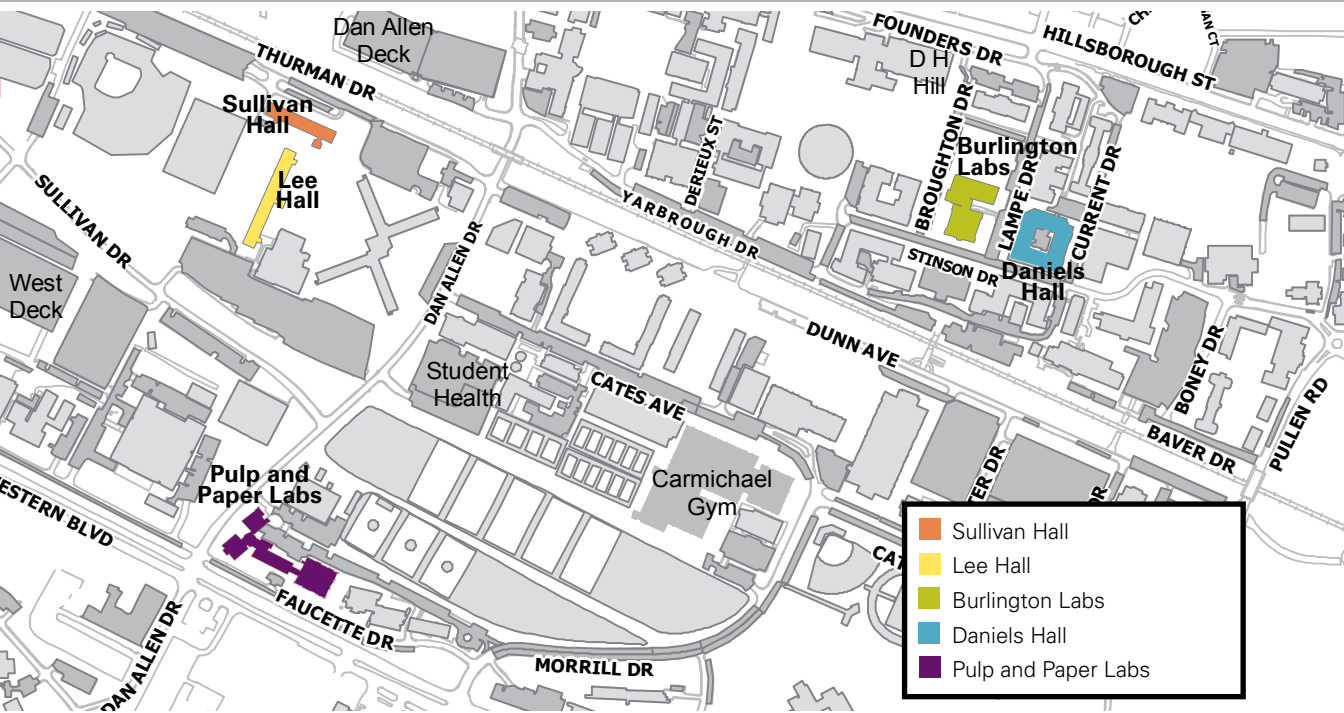 Dan Allen
Deck
FOUNDERS DR
HILLSBOROUGH ST
THURMAN DR
D H
Hill
Sullivan
Hall
BROUGHTON DR
DERIEUX ST
Burlington
Labs
LAMPE DR
CURRENT DR
Lee
Hall
SULLIVAN DR
YARBROUGH DR
DAN ALLEN DR
STINSON DR
Daniels
Hall
West
Deck
DUNN AVE
BONEY DR
Student
Health
CATES AVE
PULLEN RD
BAVER DR
Pulp and
Paper Labs
Carmichael
Gym
TER DR
DR
ESTERN BLVD
CAT
Sullivan Hall
Lee Hall
Burlington Labs
Daniels Hall
Pulp and Paper Labs
FAUCETTE DR
DAN ALLEN DR
MORRILL DR